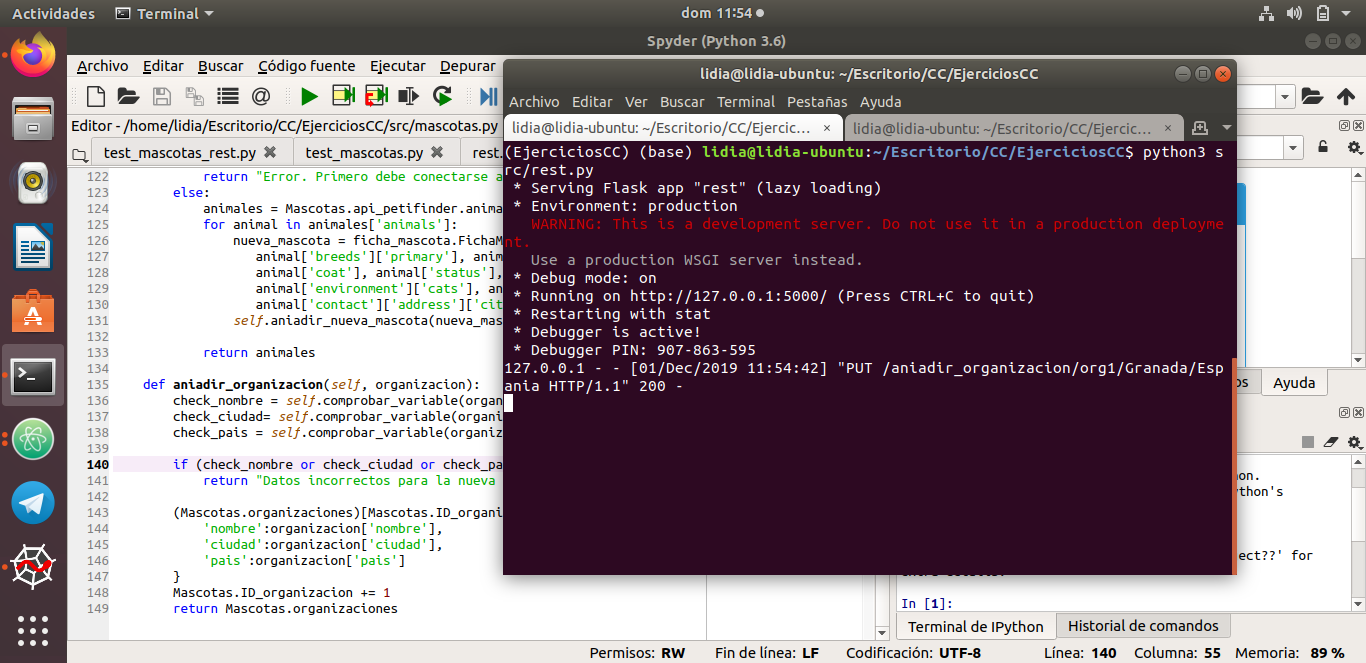 Actividades Terminal dom 11:54
Spyder (Python 3.6)
Archivo Editar Buscar Código fuente Ejecutar Depurar
Editor - /home/lidia/Escritorio/CC/EjerciciosCC/src/mascotas.py
test_mascotas_rest.py test_mascotas.py rest.
122 return "Error. Primero debe conectarse a
123 else:
124 animales = Mascotas.api_petifinder.anima
125 for animal in animales['animals']:
126 nueva_mascota = ficha_mascota.FichaM
127 animal['breeds']['primary'], anim
128 animal['coat'], animal['status'],
129 animal['environment']['cats'], an
130 animal['contact']['address']['cit
131 self.aniadir_nueva_mascota(nueva_mas
132
133 return animales
134
135 def aniadir_organizacion(self, organizacion):
136 check_nombre = self.comprobar_variable(organ
137 check_ciudad= self.comprobar_variable(organi
138 check_pais = self.comprobar_variable(organiz
139
140 if (check_nombre or check_ciudad or check_pa
141 return "Datos incorrectos para la nueva
142
143 (Mascotas.organizaciones)[Mascotas.ID_organi
144 'nombre':organizacion['nombre'],
145 'ciudad':organizacion['ciudad'],
146 'pais':organizacion['pais']
147 }
148 Mascotas.ID_organizacion += 1
149 return Mascotas.organizaciones
lidia@lidia-ubuntu: ~/Escritorio/CC/EjerciciosCC
Archivo Editar Ver Buscar Terminal Pestañas Ayuda
lidia@lidia-ubuntu: ~/Escritorio/CC/Ejercic... × lidia@lidia-ubuntu: ~/Escritorio/CC/Ejercic... ×
(EjerciciosCC) (base) lidia@lidia-ubuntu:~/Escritorio/CC/EjerciciosCC$ python3 s
rc/rest.py
* Serving Flask app "rest" (lazy loading)
* Environment: production
WARNING: This is a development server. Do not use it in a production deployme
nt.
Use a production WSGI server instead.
* Debug mode: on
* Running on http://127.0.0.1:5000/ (Press CTRL+C to quit)
* Restarting with stat
* Debugger is active!
* Debugger PIN: 907-863-595
127.0.0.1 - - [01/Dec/2019 11:54:42] "PUT /aniadir_organizacion/org1/Granada/Esp
ania HTTP/1.1" 200 -
os Ayuda
on.
ython's
ect??' for
In [1]:
Terminal de IPython Historial de comandos
Permisos: RW Fin de línea: LF Codificación: UTF-8 Línea: 140 Columna: 55 Memoria: 89 %